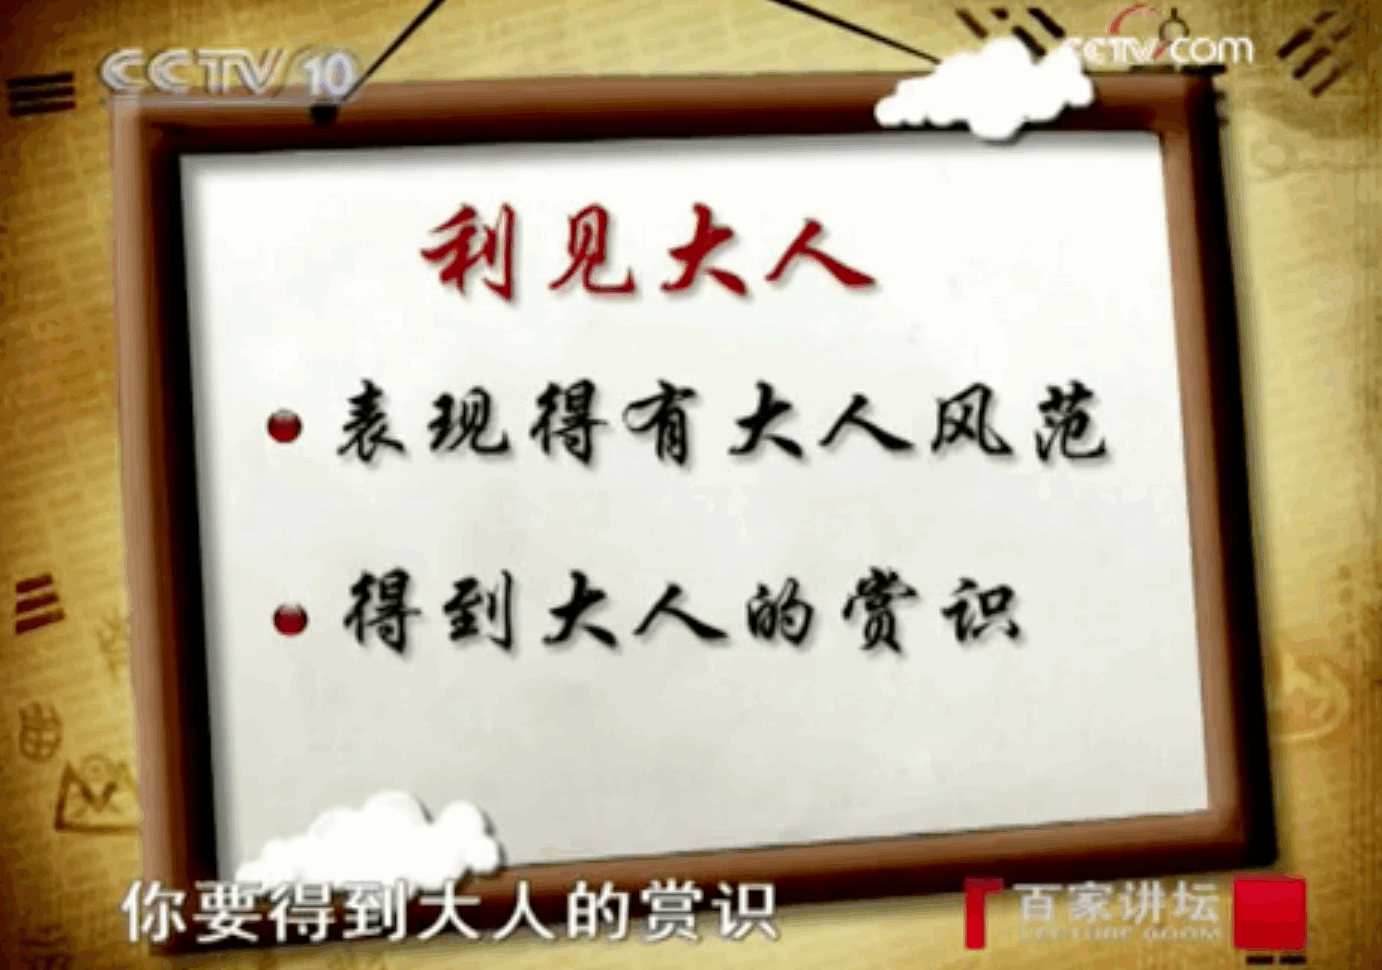 CCTV 10
CCTV.com
利见大人
表现得有大人风范
得到大人的赏识
你要得到大人的赏识
百家讲坛
LECTURE ROOM